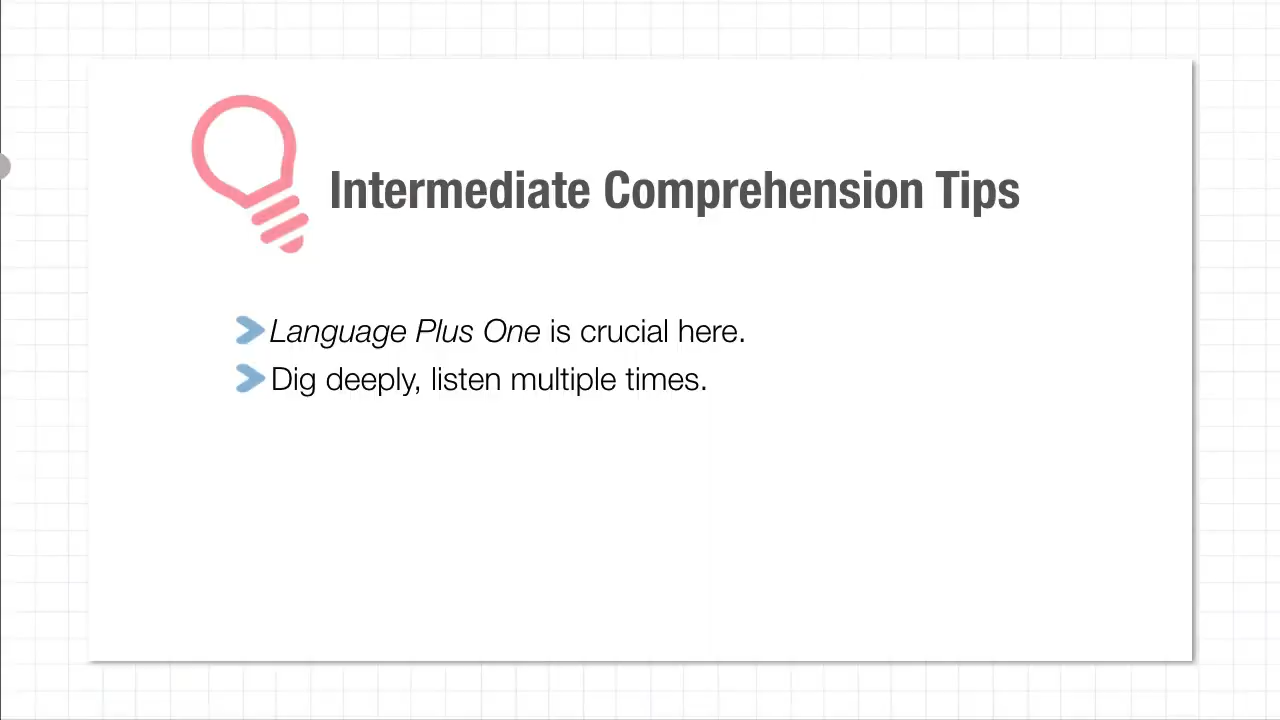 Intermediate Comprehension Tips
Language Plus One is crucial here.
Dig deeply, listen multiple times.